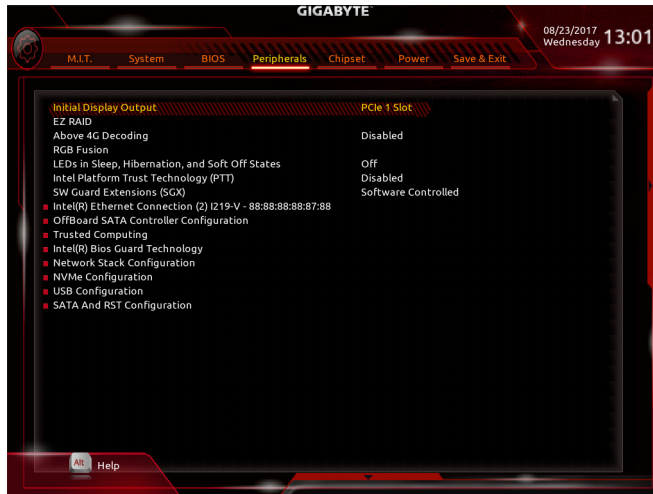 GIGABYTE™
08/23/2017
Wednesday 13:01
M.I.T. System BIOS Peripherals Chipset Power Save & Exit
Initial Display Output PCIe 1 Slot
EZ RAID
Above 4G Decoding Disabled
RGB Fusion
LEDs in Sleep, Hibernation, and Soft Off States Off
Intel Platform Trust Technology (PTT) Disabled
SW Guard Extensions (SGX) Software Controlled
Intel(R) Ethernet Connection (2) I219-V - 88:88:88:88:87:88
OffBoard SATA Controller Configuration
Trusted Computing
Intel(R) Bios Guard Technology
Network Stack Configuration
NVMe Configuration
USB Configuration
SATA And RST Configuration
Alt Help